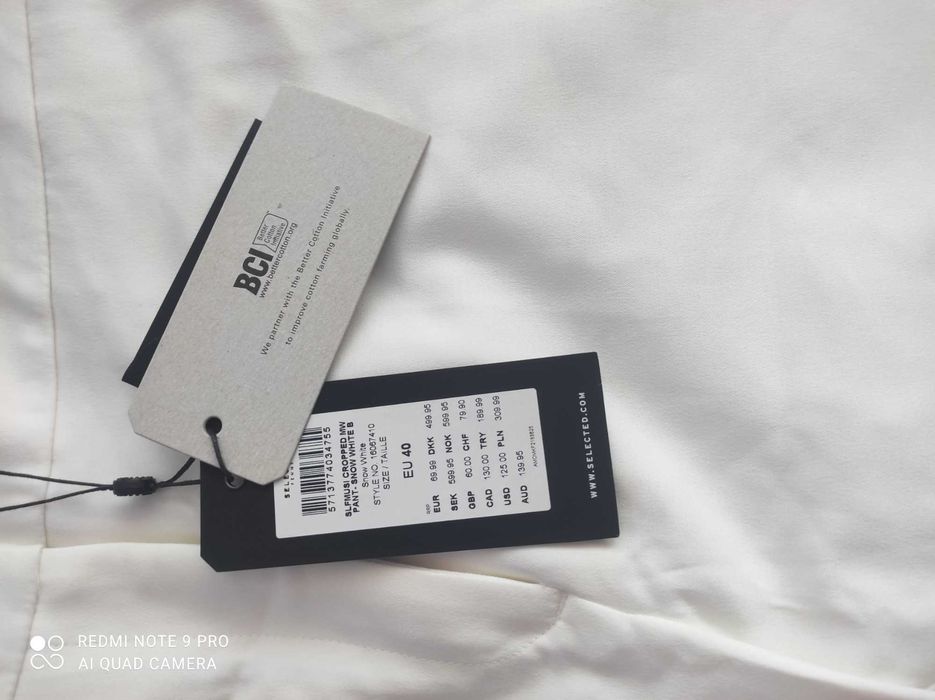 BCI
Better
Cotton
Initiative
www.bettercotton.org
We partner with the Better Cotton Initiative
to improve cotton farming globally.
5713774034755
SLFMUSI CROPPED MW
PANT- SNOW WHITE B
Snow White
STYLE NO. 16067410
SIZE / TAILLE
EU 40
RRP
EUR 69.99 DKK 499.95
SEK 599.95 NOK 599.95
GBP 60.00 CHF 79.90
CAD 130.00 TRY 189.99
USD 125.00 PLN 309.99
AUD 139.95
WWW.SELECTED.COM
REDMI NOTE 9 PRO
AI QUAD CAMERA